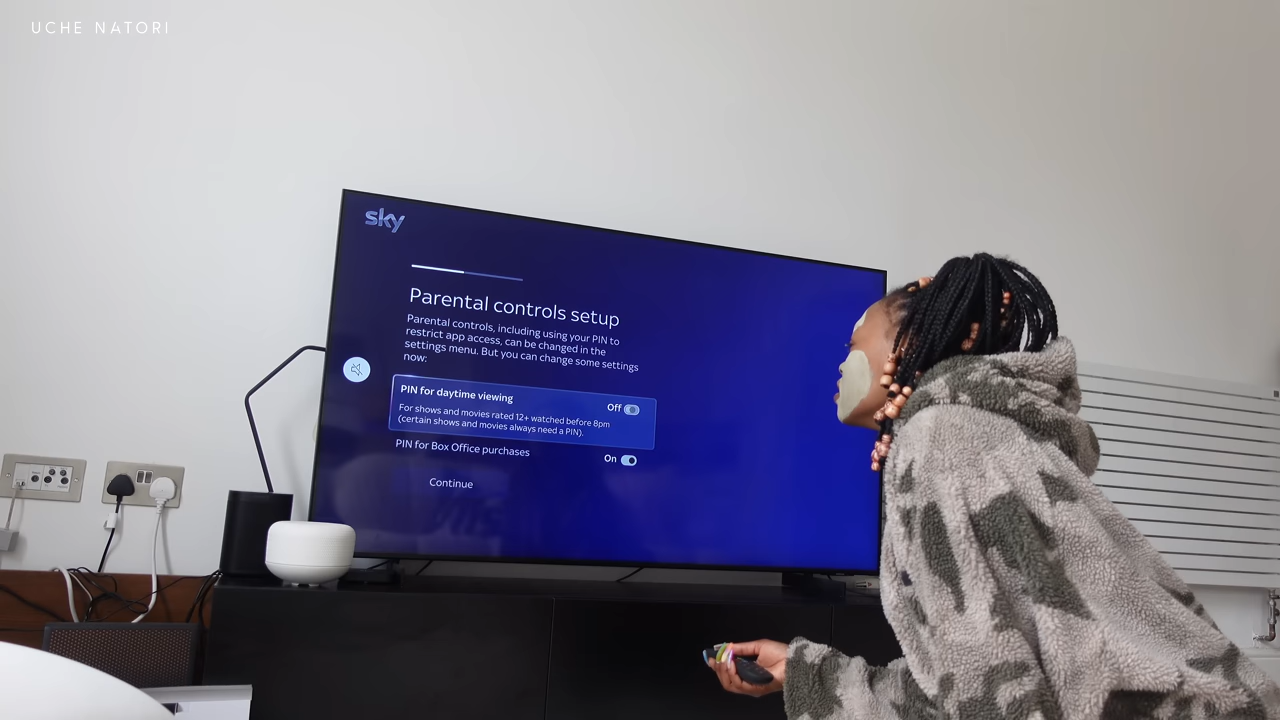 UCHE NATORI
sky
Parental controls setup
Parental controls, including using your PIN to
restrict app access, can be changed in the
settings menu. But you can change some settings
now:
PIN for daytime viewing
Off
For shows and movies rated 12+ watched before 8pm
(certain shows and movies always need a PIN).
PIN for Box Office purchases
On
Continue